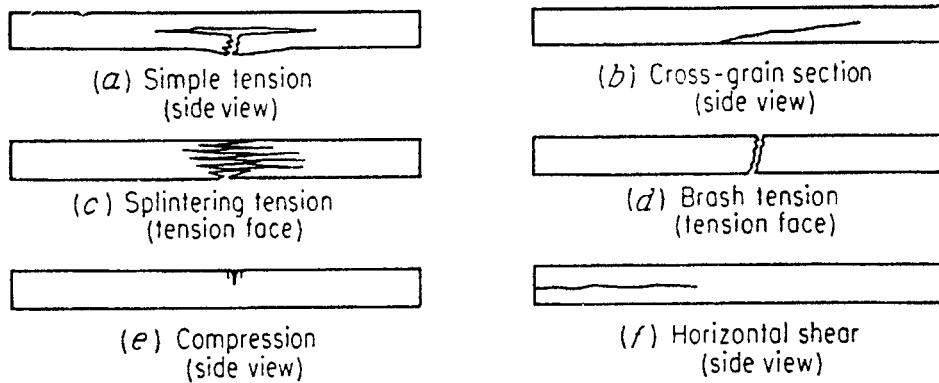 (a) Simple tension
(side view)
(b) Cross-grain section
(side view)
(c) Splintering tension
(tension face)
(d) Brash tension
(tension face)
(e) Compression
(side view)
(f) Horizontal shear
(side view)